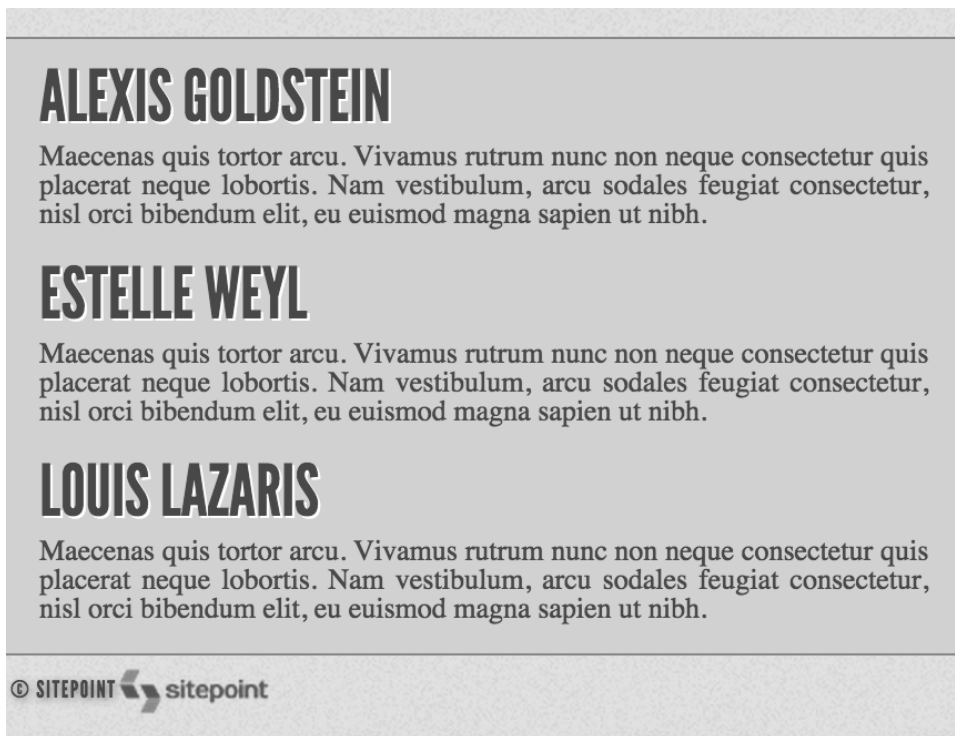 ALEXIS GOLDSTEIN
Maecenas quis tortor arcu. Vivamus rutrum nunc non neque consectetur quis
placerat neque lobortis. Nam vestibulum, arcu sodales feugiat consectetur,
nisl orci bibendum elit, eu euismod magna sapien ut nibh.
ESTELLE WEYL
Maecenas quis tortor arcu. Vivamus rutrum nunc non neque consectetur quis
placerat neque lobortis. Nam vestibulum, arcu sodales feugiat consectetur,
nisl orci bibendum elit, eu euismod magna sapien ut nibh.
LOUIS LAZARIS
Maecenas quis tortor arcu. Vivamus rutrum nunc non neque consectetur quis
placerat neque lobortis. Nam vestibulum, arcu sodales feugiat consectetur,
nisl orci bibendum elit, eu euismod magna sapien ut nibh.
© SITEPOINT sitepoint